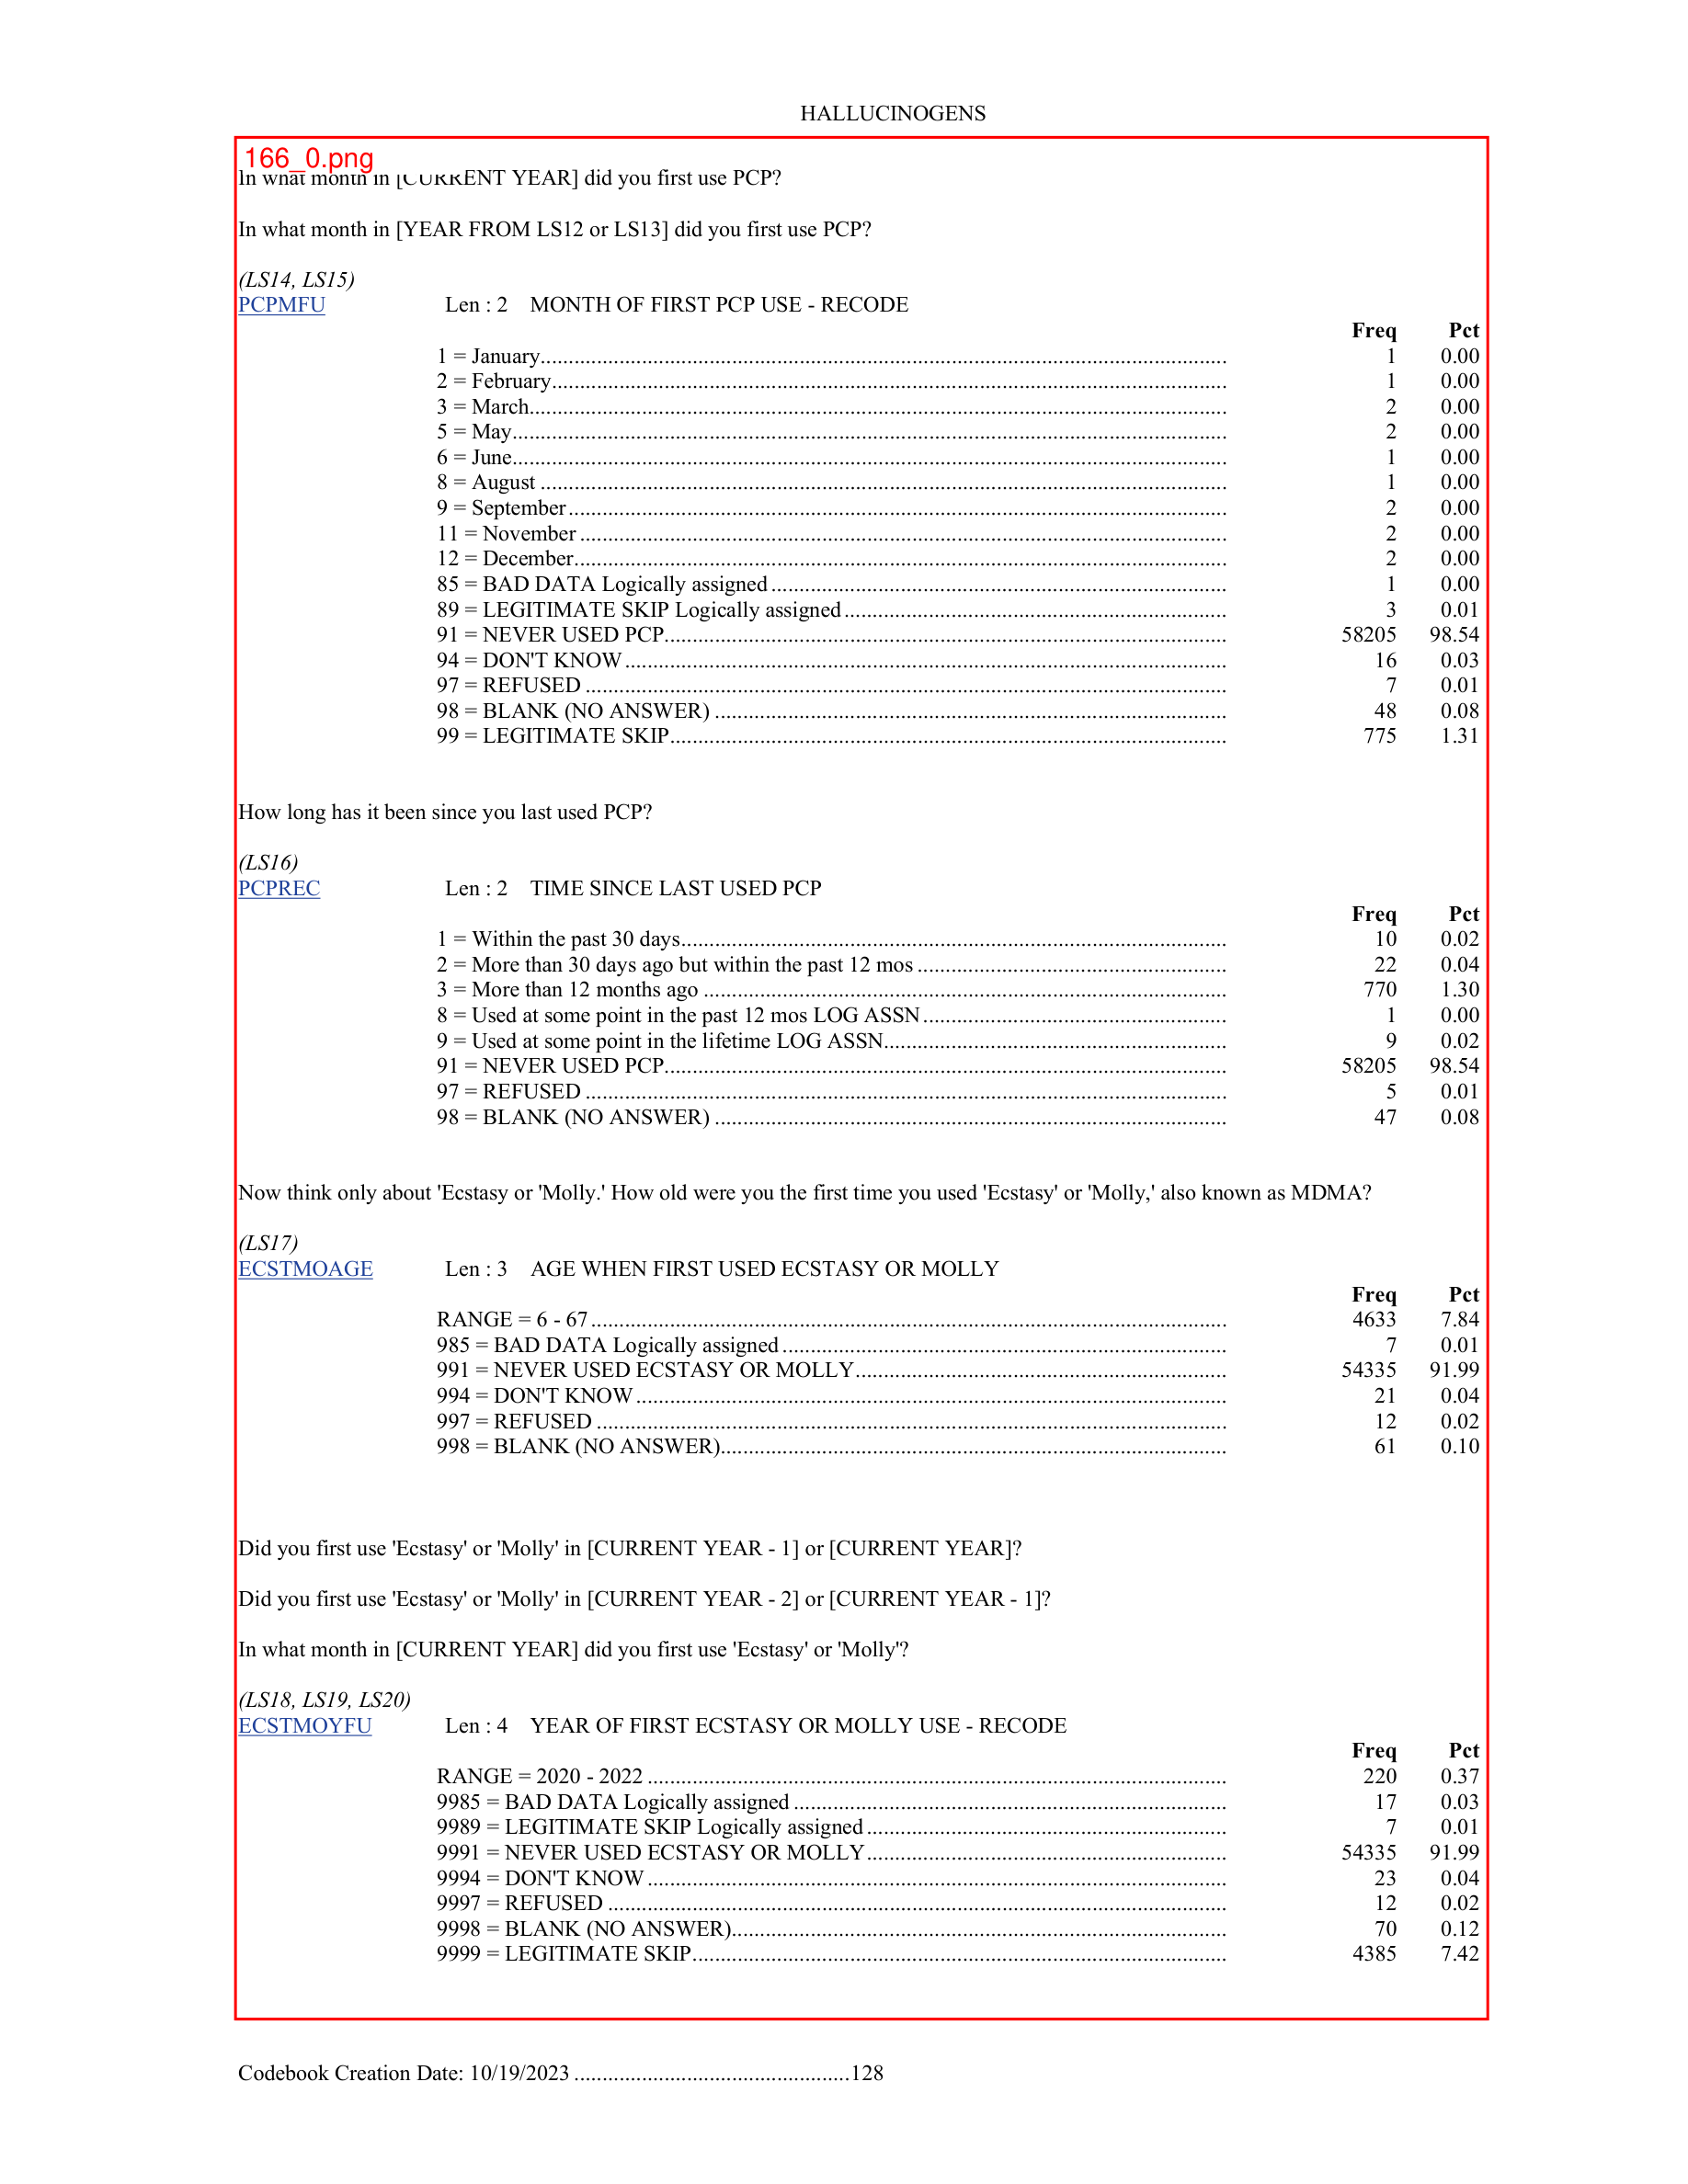 HALLUCINOGENS
166_0.png
In what month in [CURRENT YEAR] did you first use PCP?
In what month in [YEAR FROM LS12 or LS13] did you first use PCP?
(LS14, LS15)
PCPMFU Len : 2 MONTH OF FIRST PCP USE - RECODE
Freq Pct
1 = January 1 0.00
2 = February 1 0.00
3 = March 2 0.00
5 = May 2 0.00
6 = June 1 0.00
8 = August 1 0.00
9 = September 2 0.00
11 = November 2 0.00
12 = December 2 0.00
85 = BAD DATA Logically assigned 1 0.00
89 = LEGITIMATE SKIP Logically assigned 3 0.01
91 = NEVER USED PCP 58205 98.54
94 = DON'T KNOW 16 0.03
97 = REFUSED 7 0.01
98 = BLANK (NO ANSWER) 48 0.08
99 = LEGITIMATE SKIP 775 1.31
How long has it been since you last used PCP?
(LS16)
PCPREC Len : 2 TIME SINCE LAST USED PCP
Freq Pct
1 = Within the past 30 days 10 0.02
2 = More than 30 days ago but within the past 12 mos 22 0.04
3 = More than 12 months ago 770 1.30
8 = Used at some point in the past 12 mos LOG ASSN 1 0.00
9 = Used at some point in the lifetime LOG ASSN 9 0.02
91 = NEVER USED PCP 58205 98.54
97 = REFUSED 5 0.01
98 = BLANK (NO ANSWER) 47 0.08
Now think only about 'Ecstasy or 'Molly.' How old were you the first time you used 'Ecstasy' or 'Molly,' also known as MDMA?
(LS17)
ECSTMOAGE Len : 3 AGE WHEN FIRST USED ECSTASY OR MOLLY
Freq Pct
RANGE = 6 - 67 4633 7.84
985 = BAD DATA Logically assigned 7 0.01
991 = NEVER USED ECSTASY OR MOLLY 54335 91.99
994 = DON'T KNOW 21 0.04
997 = REFUSED 12 0.02
998 = BLANK (NO ANSWER) 61 0.10
Did you first use 'Ecstasy' or 'Molly' in [CURRENT YEAR - 1] or [CURRENT YEAR]?
Did you first use 'Ecstasy' or 'Molly' in [CURRENT YEAR - 2] or [CURRENT YEAR - 1]?
In what month in [CURRENT YEAR] did you first use 'Ecstasy' or 'Molly'?
(LS18, LS19, LS20)
ECSTMOYFU Len : 4 YEAR OF FIRST ECSTASY OR MOLLY USE - RECODE
Freq Pct
RANGE = 2020 - 2022 220 0.37
9985 = BAD DATA Logically assigned 17 0.03
9989 = LEGITIMATE SKIP Logically assigned 7 0.01
9991 = NEVER USED ECSTASY OR MOLLY 54335 91.99
9994 = DON'T KNOW 23 0.04
9997 = REFUSED 12 0.02
9998 = BLANK (NO ANSWER) 70 0.12
9999 = LEGITIMATE SKIP 4385 7.42
Codebook Creation Date: 10/19/2023 128